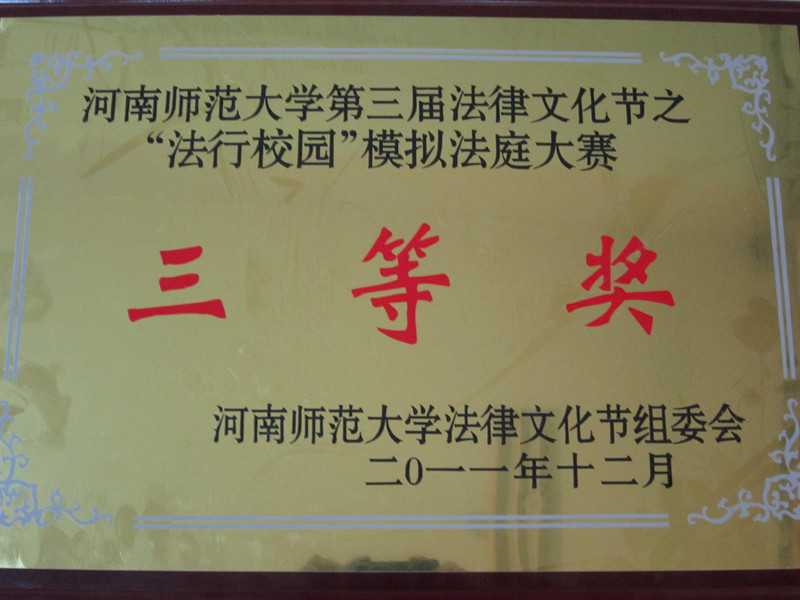 河南师范大学第三届法律文化节之
“法行校园”模拟法庭大赛
三等奖
河南师范大学法律文化节组委会
二0一一年十二月